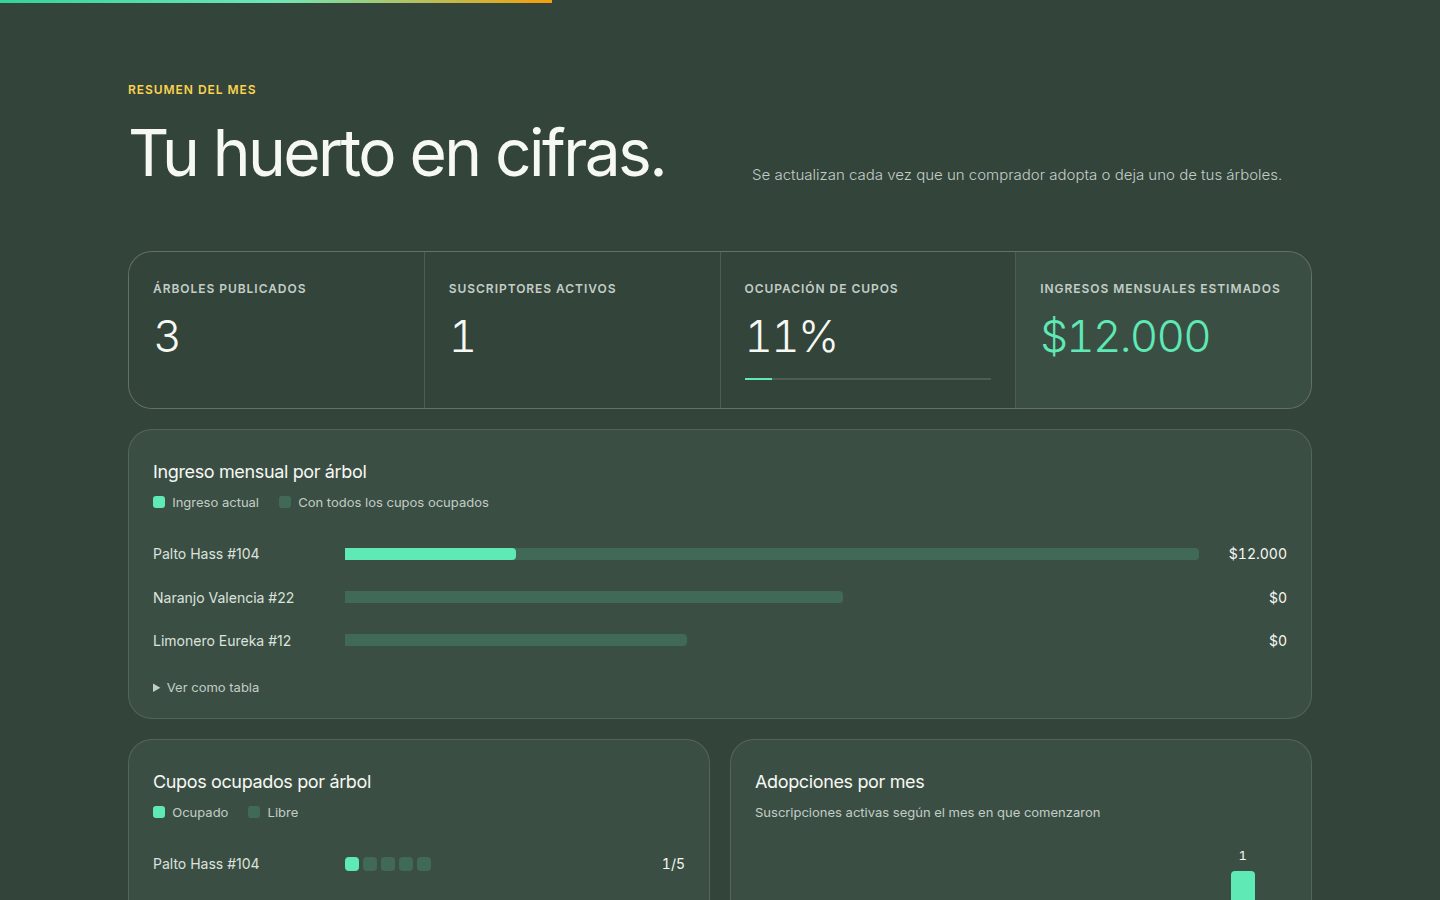 RESUMEN DEL MES
Tu huerto en cifras.
Se actualizan cada vez que un comprador adopta o deja uno de tus árboles.
ÁRBOLES PUBLICADOS
3
SUSCRIPTORES ACTIVOS
1
OCUPACIÓN DE CUPOS
11%
INGRESOS MENSUALES ESTIMADOS
$12.000
Ingreso mensual por árbol
Ingreso actual
Con todos los cupos ocupados
Palto Hass #104
$12.000
Naranjo Valencia #22
$0
Limonero Eureka #12
$0
Ver como tabla
Cupos ocupados por árbol
Ocupado
Libre
Palto Hass #104
1/5
Adopciones por mes
Suscripciones activas según el mes en que comenzaron
1